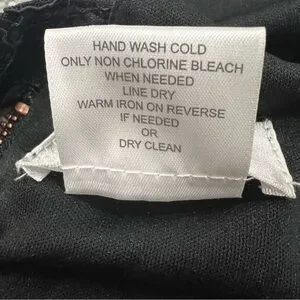 HAND WASH COLD
ONLY NON CHLORINE BLEACH
WHEN NEEDED
LINE DRY
WARM IRON ON REVERSE
IF NEEDED
OR
DRY CLEAN